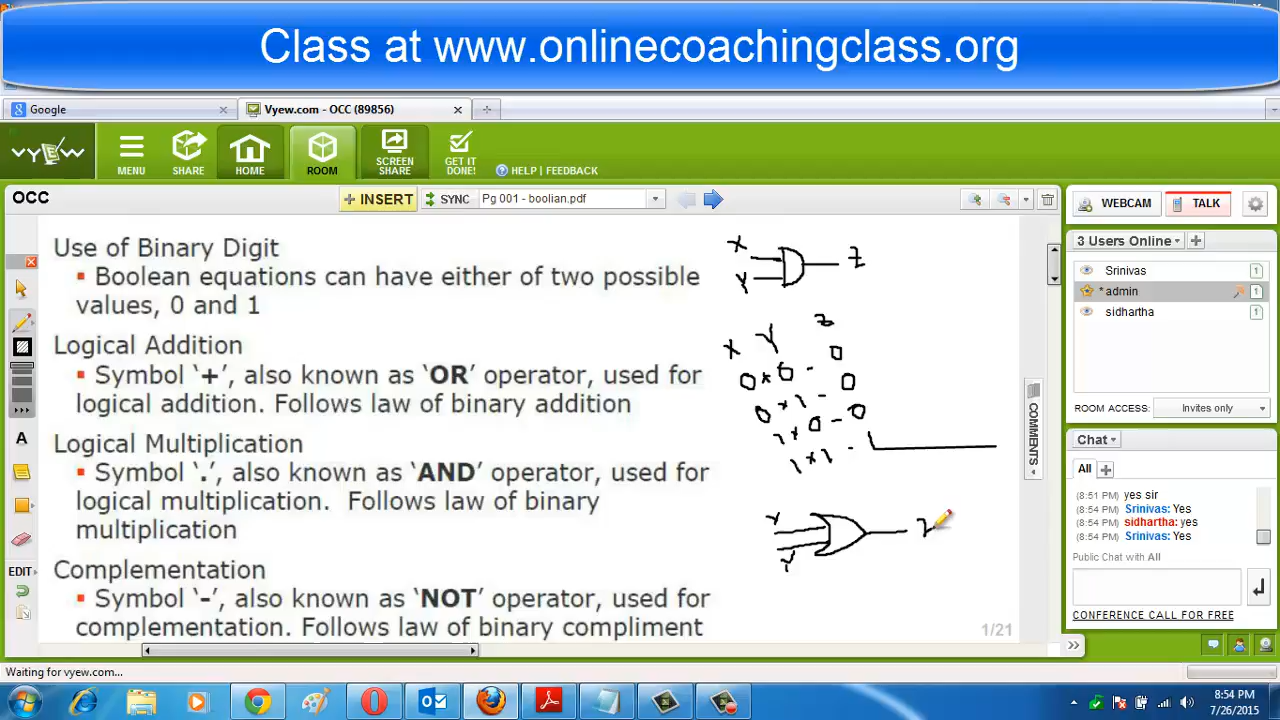 Class at www.onlinecoachingclass.org
Google
Vyew.com - OCC (89856)
VYEW
MENU
SHARE
HOME
ROOM
SCREEN SHARE
GET IT DONE!
HELP | FEEDBACK
OCC
INSERT
SYNC
Pg 001 - boolian.pdf
WEBCAM
TALK
3 Users Online
Srinivas 1
* admin 1
sidhartha 1
ROOM ACCESS: Invites only
Chat
All
(8:51 PM) yes sir
(8:54 PM) Srinivas: Yes
(8:54 PM) sidhartha: yes
(8:54 PM) Srinivas: Yes
Public Chat with All
CONFERENCE CALL FOR FREE
COMMENTS
A
EDIT
Use of Binary Digit
Boolean equations can have either of two possible
values, 0 and 1
Logical Addition
Symbol ‘+’, also known as ‘OR’ operator, used for
logical addition. Follows law of binary addition
Logical Multiplication
Symbol ‘.’, also known as ‘AND’ operator, used for
logical multiplication.  Follows law of binary
multiplication
Complementation
Symbol ‘-’, also known as ‘NOT’ operator, used for
complementation. Follows law of binary compliment
1/21
X
Y
Z
X Y Z
0
0 x 0 - 0
0 x 1 -
1 x 0 - 0
1 x 1 -
X
Y
Z
Waiting for vyew.com...
8:54 PM
7/26/2015